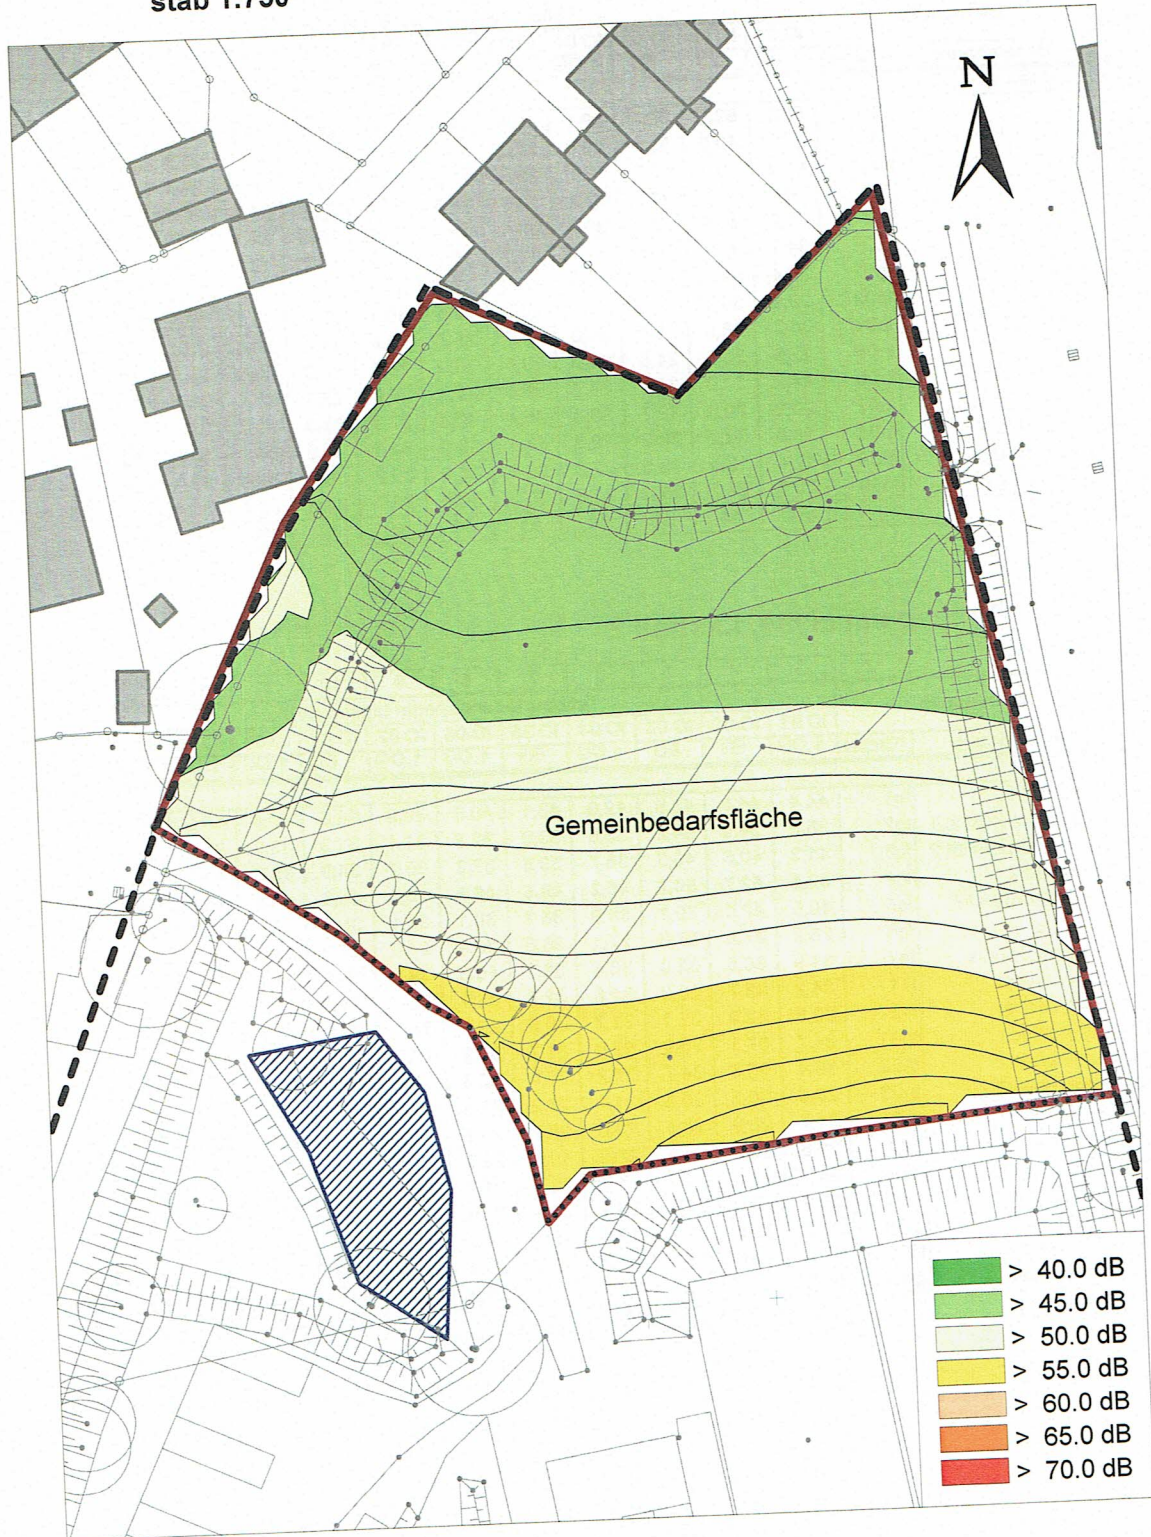 N
Gemeinbedarfsfläche
> 40.0 dB
> 45.0 dB
> 50.0 dB
> 55.0 dB
> 60.0 dB
> 65.0 dB
> 70.0 dB